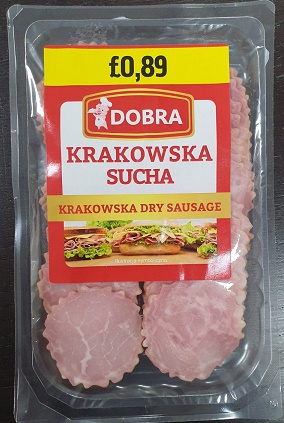 £0,89
DOBRA
KRAKOWSKA
SUCHA
KRAKOWSKA DRY SAUSAGE